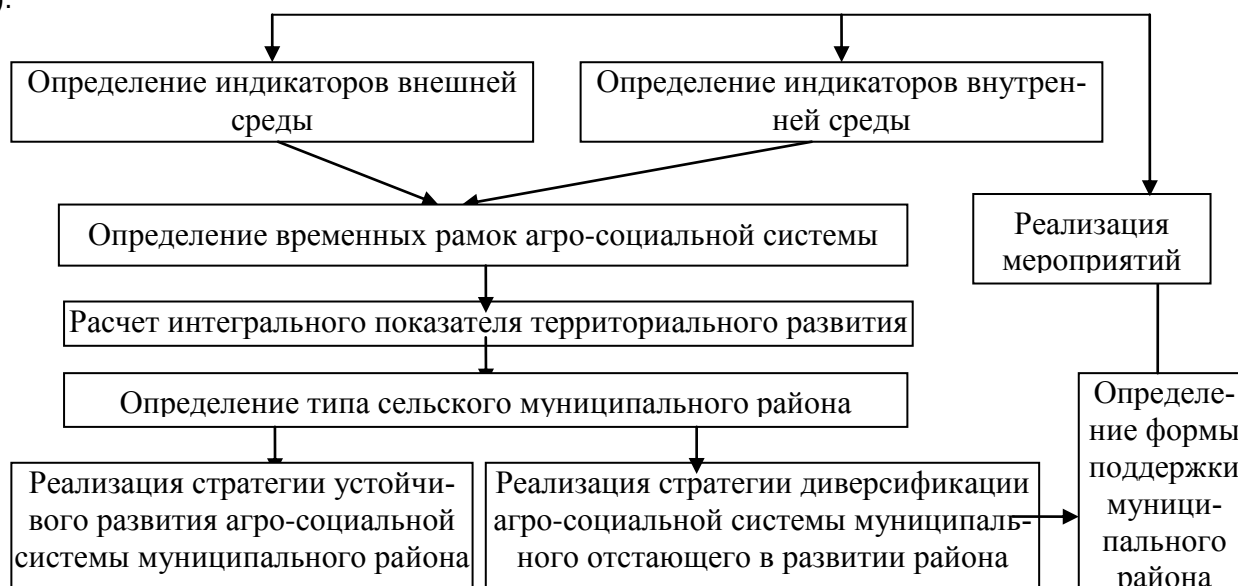 ).
Определение индикаторов внешней
среды
Определение индикаторов внутрен-
ней среды
Определение временных рамок агро-социальной системы
Реализация
мероприятий
Расчет интегрального показателя территориального развития
Определение типа сельского муниципального района
Реализация стратегии устойчи-
вого развития агро-социальной
системы муниципального района
Реализация стратегии диверсификации
агро-социальной системы муниципаль-
ного отстающего в развитии района
Определе-
ние формы
поддержки
муници-
пального
района